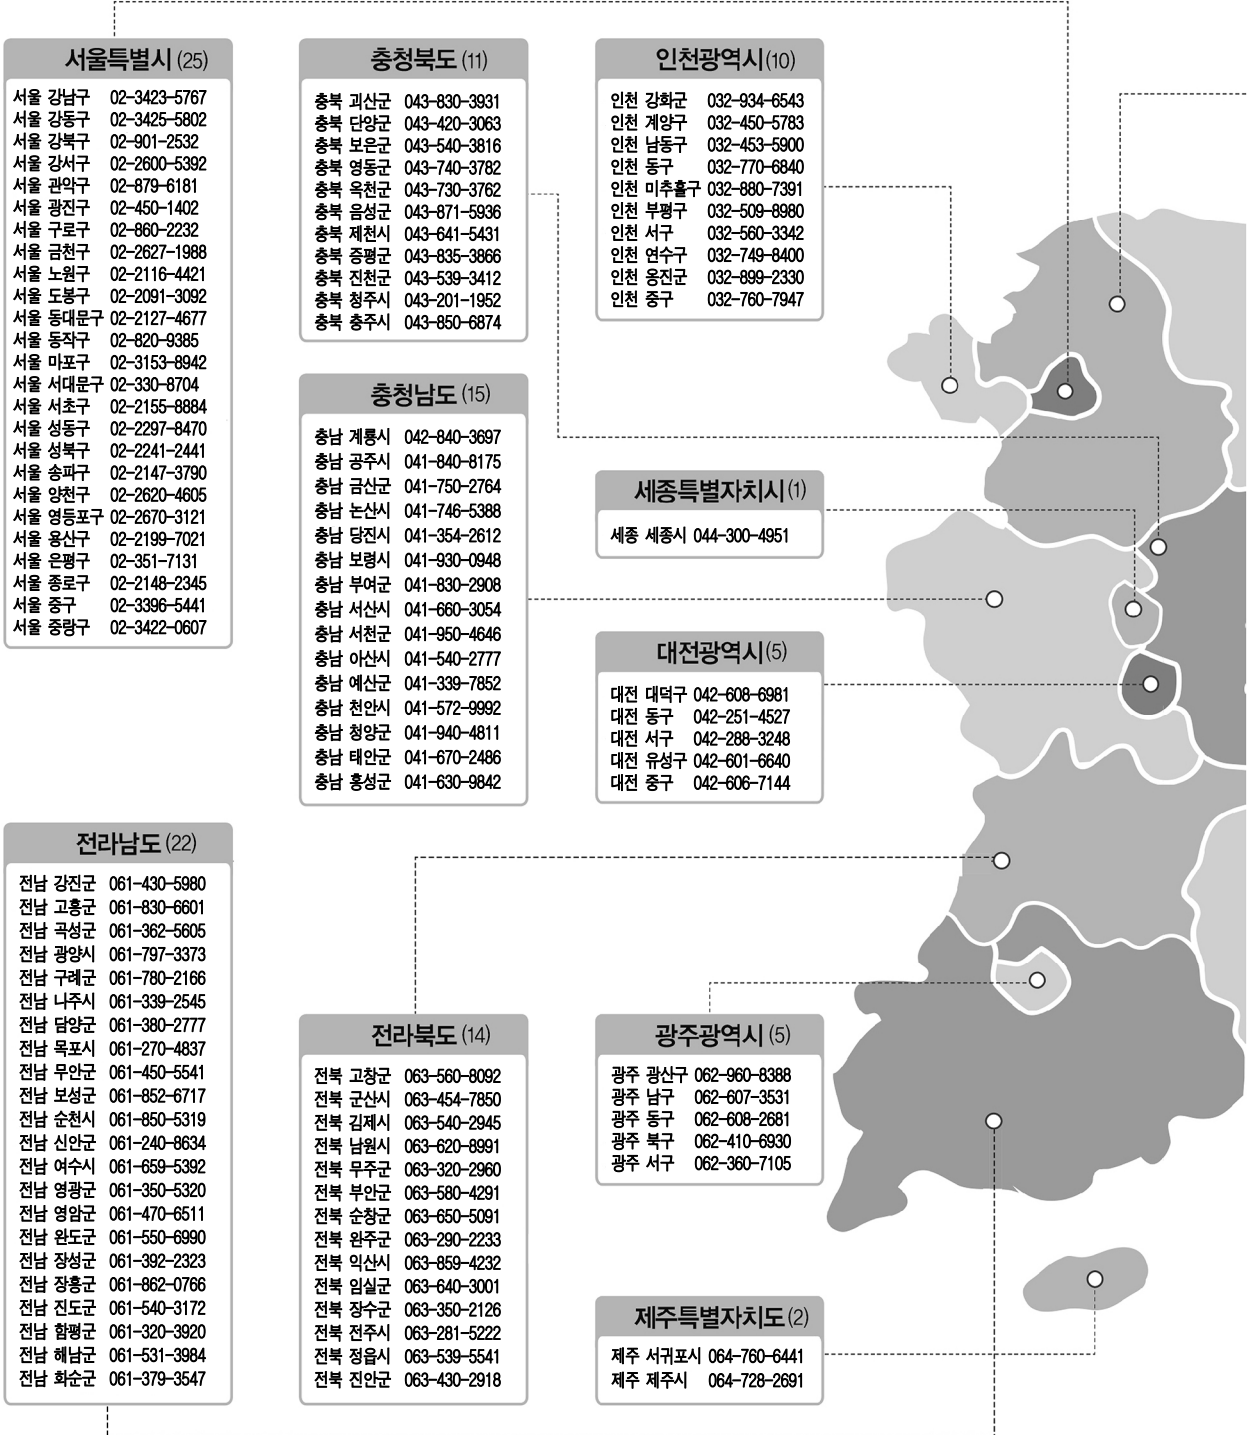 서울특별시 (25)
서울 강남구 02-3423-5767
서울 강동구 02-3425-5802
서울 강북구 02-901-2532
서울 강서구 02-2600-5392
서울 관악구 02-879-6181
서울 광진구 02-450-1402
서울 구로구 02-860-2232
서울 금천구 02-2627-1988
서울 노원구 02-2116-4421
서울 도봉구 02-2091-3092
서울 동대문구 02-2127-4677
서울 동작구 02-820-9385
서울 마포구 02-3153-8942
서울 서대문구 02-330-8704
서울 서초구 02-2155-8884
서울 성동구 02-2297-8470
서울 성북구 02-2241-2441
서울 송파구 02-2147-3790
서울 양천구 02-2620-4605
서울 영등포구 02-2670-3121
서울 용산구 02-2199-7021
서울 은평구 02-351-7131
서울 종로구 02-2148-2345
서울 중구 02-3396-5441
서울 중랑구 02-3422-0607
충청북도 (11)
충북 괴산군 043-830-3931
충북 단양군 043-420-3063
충북 보은군 043-540-3816
충북 영동군 043-740-3782
충북 옥천군 043-730-3762
충북 음성군 043-871-5936
충북 제천시 043-641-5431
충북 증평군 043-835-3866
충북 진천군 043-539-3412
충북 청주시 043-201-1952
충북 충주시 043-850-6874
인천광역시(10)
인천 강화군 032-934-6543
인천 계양구 032-450-5783
인천 남동구 032-453-5900
인천 동구 032-770-6840
인천 미추홀구 032-880-7391
인천 부평구 032-509-8980
인천 서구 032-560-3342
인천 연수구 032-749-8400
인천 옹진군 032-899-2330
인천 중구 032-760-7947
충청남도 (15)
충남 계룡시 042-840-3697
충남 공주시 041-840-8175
충남 금산군 041-750-2764
충남 논산시 041-746-5388
충남 당진시 041-354-2612
충남 보령시 041-930-0948
충남 부여군 041-830-2908
충남 서산시 041-660-3054
충남 서천군 041-950-4646
충남 아산시 041-540-2777
충남 예산군 041-339-7852
충남 천안시 041-572-9992
충남 청양군 041-940-4811
충남 태안군 041-670-2486
충남 홍성군 041-630-9842
세종특별자치시(1)
세종 세종시 044-300-4951
대전광역시(5)
대전 대덕구 042-608-6981
대전 동구 042-251-4527
대전 서구 042-288-3248
대전 유성구 042-601-6640
대전 중구 042-606-7144
전라남도 (22)
전남 강진군 061-430-5980
전남 고흥군 061-830-6601
전남 곡성군 061-362-5605
전남 광양시 061-797-3373
전남 구례군 061-780-2166
전남 나주시 061-339-2545
전남 담양군 061-380-2777
전남 목포시 061-270-4837
전남 무안군 061-450-5541
전남 보성군 061-852-6717
전남 순천시 061-850-5319
전남 신안군 061-240-8634
전남 여수시 061-659-5392
전남 영광군 061-350-5320
전남 영암군 061-470-6511
전남 완도군 061-550-6990
전남 장성군 061-392-2323
전남 장흥군 061-862-0766
전남 진도군 061-540-3172
전남 함평군 061-320-3920
전남 해남군 061-531-3984
전남 화순군 061-379-3547
전라북도 (14)
전북 고창군 063-560-8092
전북 군산시 063-454-7850
전북 김제시 063-540-2945
전북 남원시 063-620-8991
전북 무주군 063-320-2960
전북 부안군 063-580-4291
전북 순창군 063-650-5091
전북 완주군 063-290-2233
전북 익산시 063-859-4232
전북 임실군 063-640-3001
전북 장수군 063-350-2126
전북 전주시 063-281-5222
전북 정읍시 063-539-5541
전북 진안군 063-430-2918
광주광역시 (5)
광주 광산구 062-960-8388
광주 남구 062-607-3531
광주 동구 062-608-2681
광주 북구 062-410-6930
광주 서구 062-360-7105
제주특별자치도(2)
제주 서귀포시 064-760-6441
제주 제주시 064-728-2691